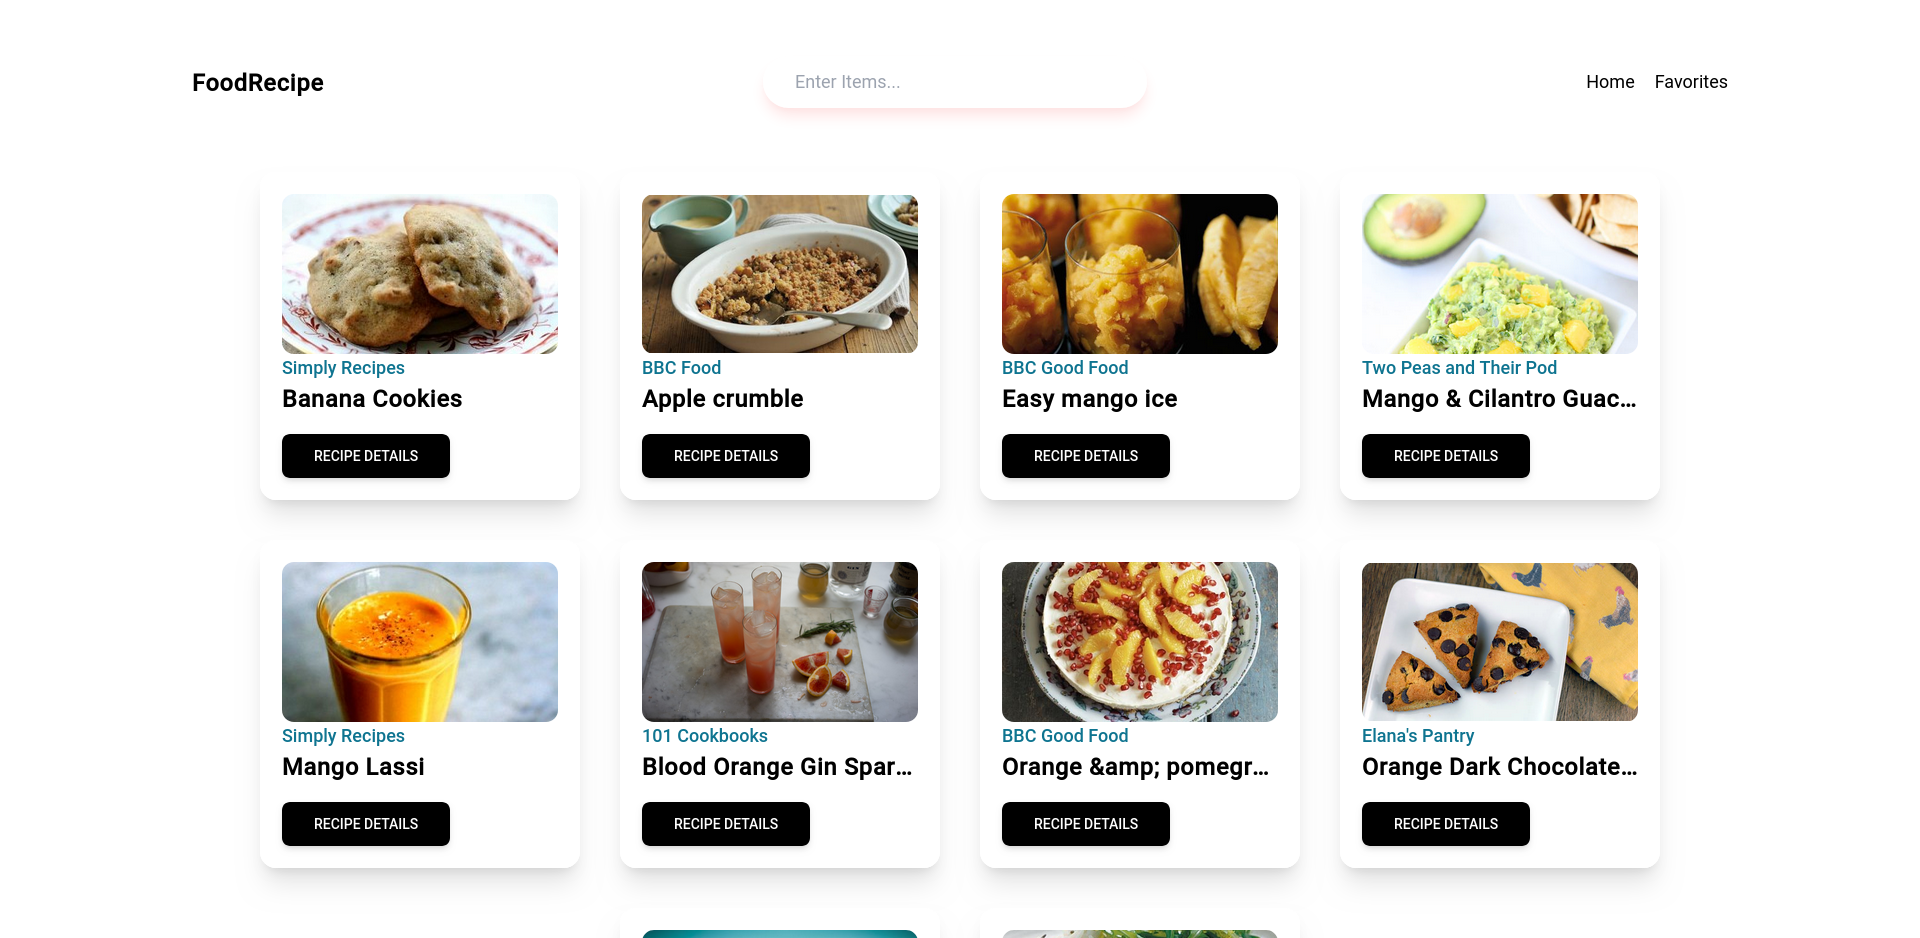 FoodRecipe
Enter Items...
Home
Favorites
Simply Recipes
Banana Cookies
RECIPE DETAILS
BBC Food
Apple crumble
RECIPE DETAILS
BBC Good Food
Easy mango ice
RECIPE DETAILS
Two Peas and Their Pod
Mango & Cilantro Guac...
RECIPE DETAILS
Simply Recipes
Mango Lassi
RECIPE DETAILS
101 Cookbooks
Blood Orange Gin Spar...
RECIPE DETAILS
BBC Good Food
Orange &amp; pomegr...
RECIPE DETAILS
Elana's Pantry
Orange Dark Chocolate...
RECIPE DETAILS